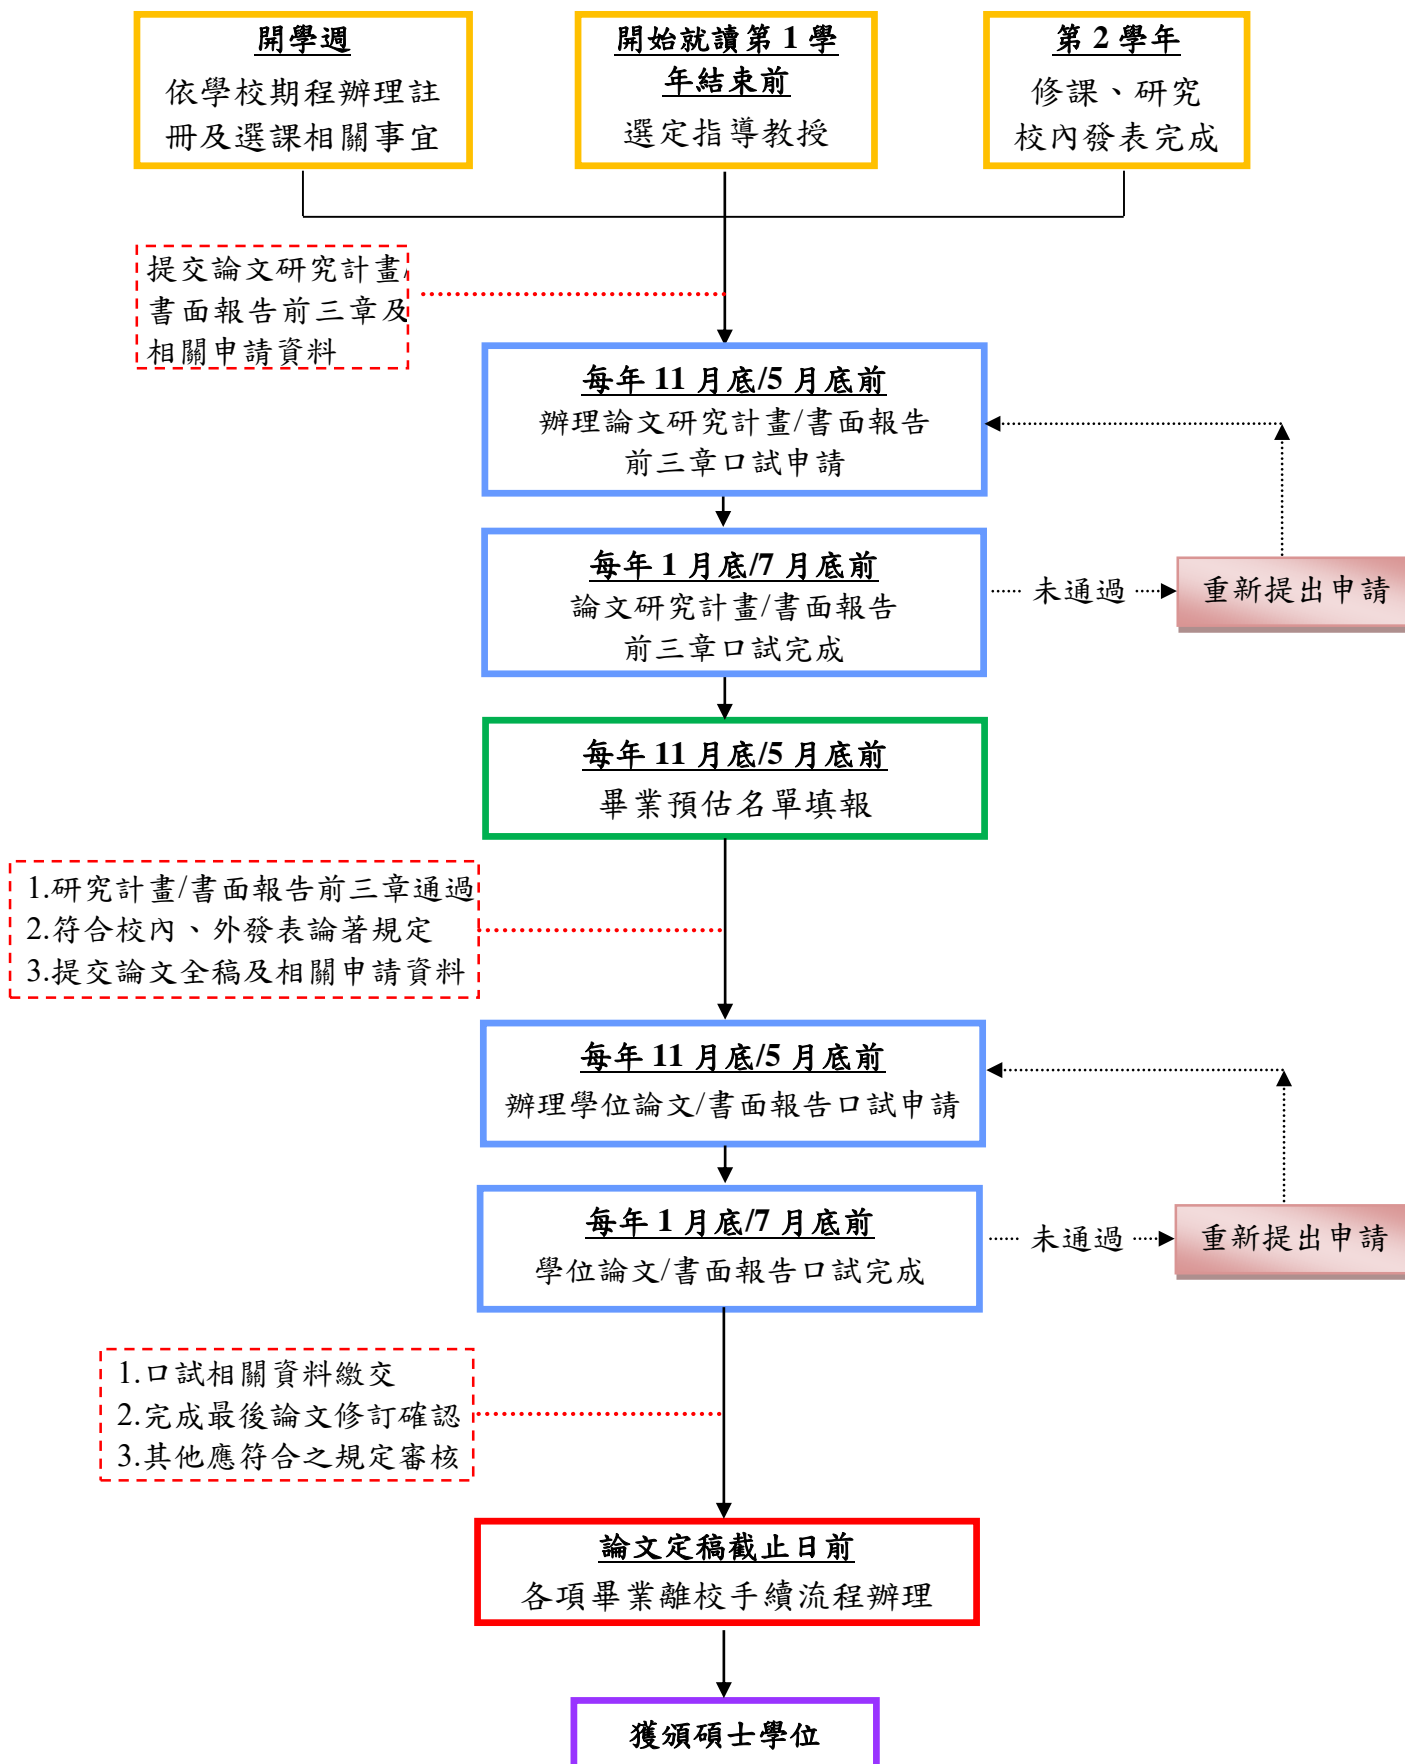 開學週
依學校期程辦理註
冊及選課相關事宜
開始就讀第 1 學
年結束前
選定指導教授
第 2 學年
修課、研究
校內發表完成
提交論文研究計畫/
書面報告前三章及
相關申請資料
每年 11 月底/5 月底前
辦理論文研究計畫/書面報告
前三章口試申請
每年 1 月底/7 月底前
論文研究計畫/書面報告
前三章口試完成
未通過
重新提出申請
每年 11 月底/5 月底前
畢業預估名單填報
1.研究計畫/書面報告前三章通過
2.符合校內、外發表論著規定
3.提交論文全稿及相關申請資料
每年 11 月底/5 月底前
辦理學位論文/書面報告口試申請
每年 1 月底/7 月底前
學位論文/書面報告口試完成
未通過
重新提出申請
1.口試相關資料繳交
2.完成最後論文修訂確認
3.其他應符合之規定審核
論文定稿截止日前
各項畢業離校手續流程辦理
獲頒碩士學位